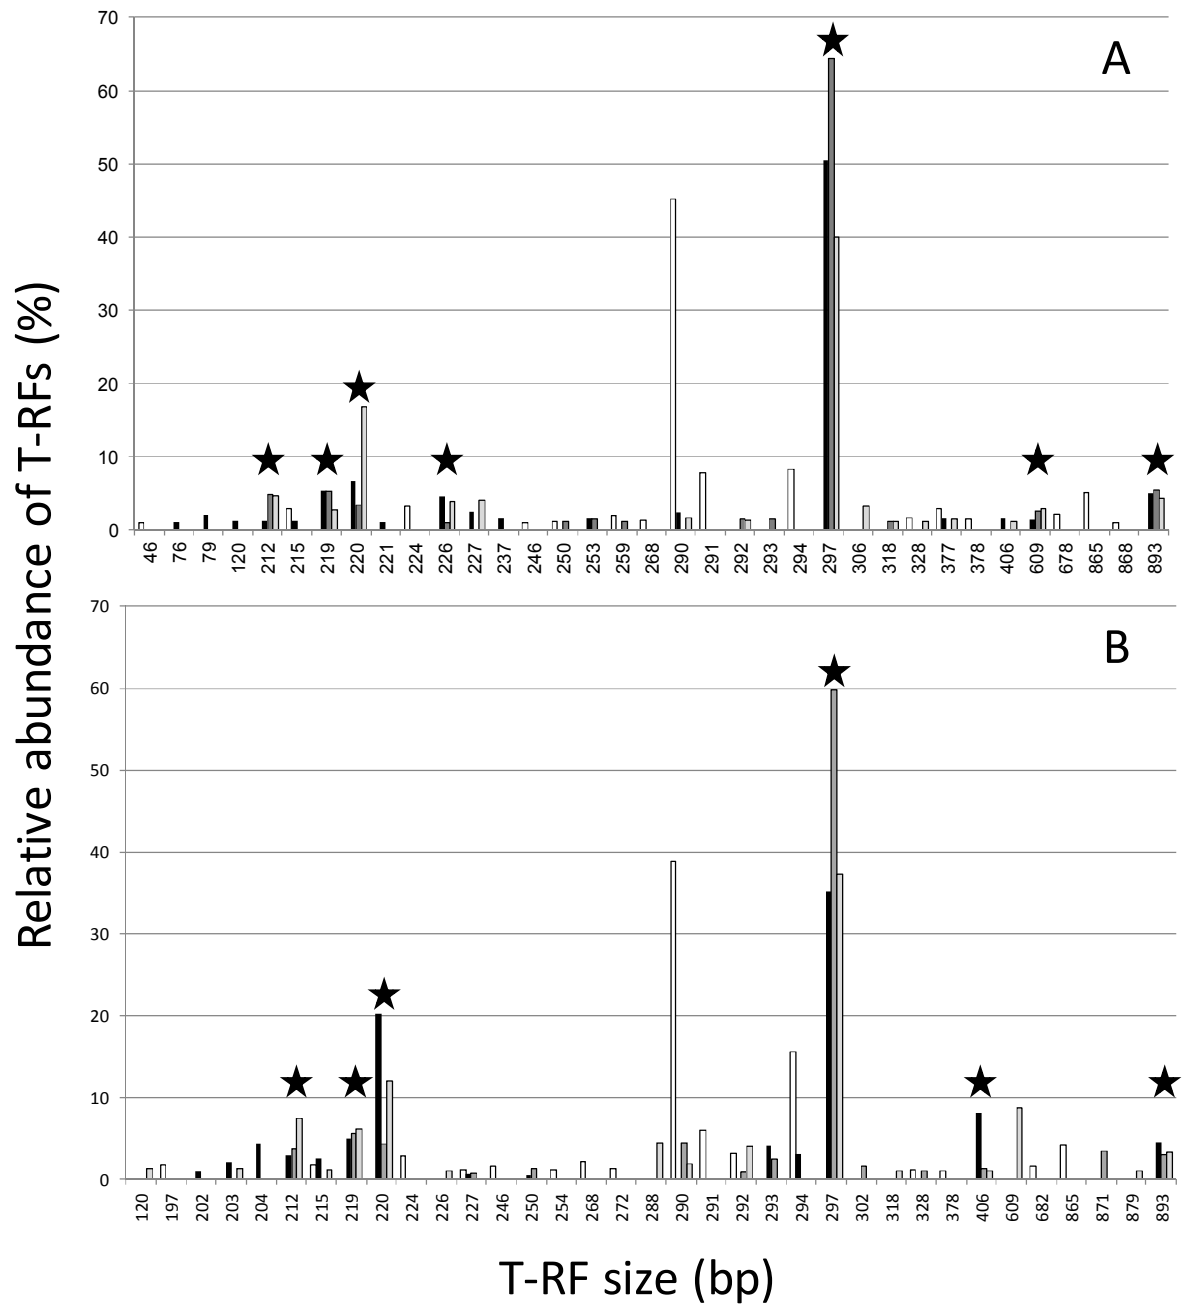 Relative abundance of T-RFs (%)
A
70
60
50
40
30
20
10
0
46 76 79 120 212 215 219 220 221 224 226 227 237 246 250 253 259 268 290 291 292 293 294 297 306 318 328 377 378 406 609 678 865 868 893
B
70
60
50
40
30
20
10
0
120 197 202 203 204 212 215 219 220 224 226 227 246 250 254 268 272 288 290 291 292 293 294 297 302 318 328 378 406 609 682 865 871 879 893
T-RF size (bp)